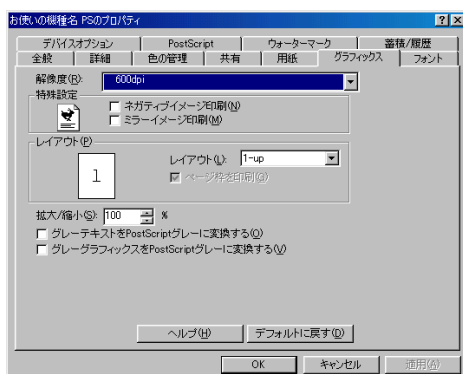 お使いの機種名 PSのプロパティ
デバイスオプション PostScript ウォーターマーク 蓄積/履歴
全般 詳細 色の管理 共有 用紙 グラフィックス フォント
解像度(R): 600dpi
特殊設定
ネガティブイメージ印刷(N)
ミラーイメージ印刷(M)
レイアウト(P)
1
レイアウト(L): 1-up
ページ枠を印刷(G)
拡大/縮小(S): 100 %
グレーテキストをPostScriptグレーに変換する(O)
グレーグラフィックスをPostScriptグレーに変換する(V)
ヘルプ(H) デフォルトに戻す(D)
OK キャンセル 適用(A)